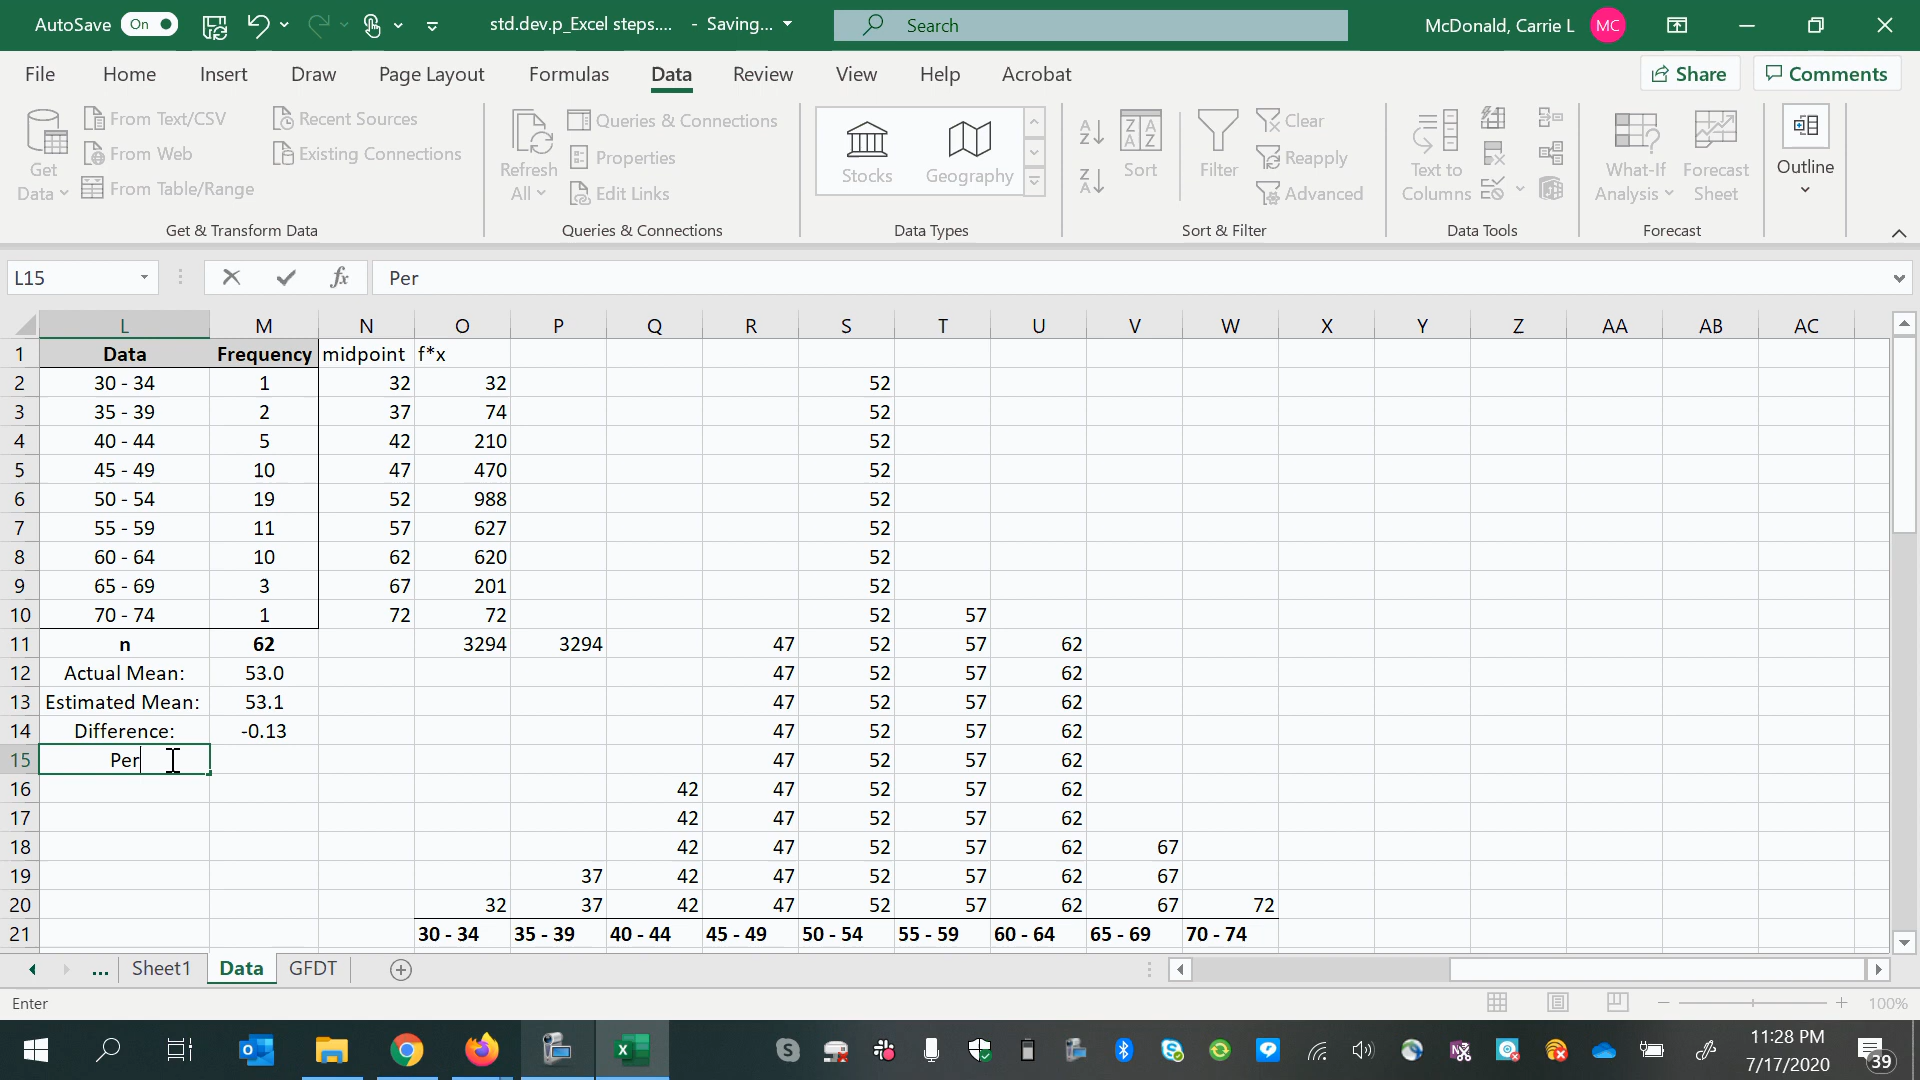 AutoSave On std.dev.p_Excel steps.... - Saving... Search McDonald, Carrie L MC
File Home Insert Draw Page Layout Formulas Data Review View Help Acrobat Share Comments
Get Data
From Text/CSV
From Web
From Table/Range
Recent Sources
Existing Connections
Get & Transform Data
Refresh All
Queries & Connections
Properties
Edit Links
Queries & Connections
Stocks Geography
Data Types
Sort
Filter
Clear
Reapply
Advanced
Sort & Filter
Text to Columns
Data Tools
What-If Analysis
Forecast Sheet
Forecast
Outline
L15 fx Per
L M N O P Q R S T U V W X Y Z AA AB AC
1 Data Frequency midpoint f*x
2 30 - 34 1 32 32 52
3 35 - 39 2 37 74 52
4 40 - 44 5 42 210 52
5 45 - 49 10 47 470 52
6 50 - 54 19 52 988 52
7 55 - 59 11 57 627 52
8 60 - 64 10 62 620 52
9 65 - 69 3 67 201 52
10 70 - 74 1 72 72 52 57
11 n 62 3294 3294 47 52 57 62
12 Actual Mean: 53.0 47 52 57 62
13 Estimated Mean: 53.1 47 52 57 62
14 Difference: -0.13 47 52 57 62
15 Per 47 52 57 62
16 42 47 52 57 62
17 42 47 52 57 62
18 42 47 52 57 62 67
19 37 42 47 52 57 62 67
20 32 37 42 47 52 57 62 67 72
21 30 - 34 35 - 39 40 - 44 45 - 49 50 - 54 55 - 59 60 - 64 65 - 69 70 - 74
... Sheet1 Data GFDT
Enter 100%
11:28 PM
7/17/2020
39